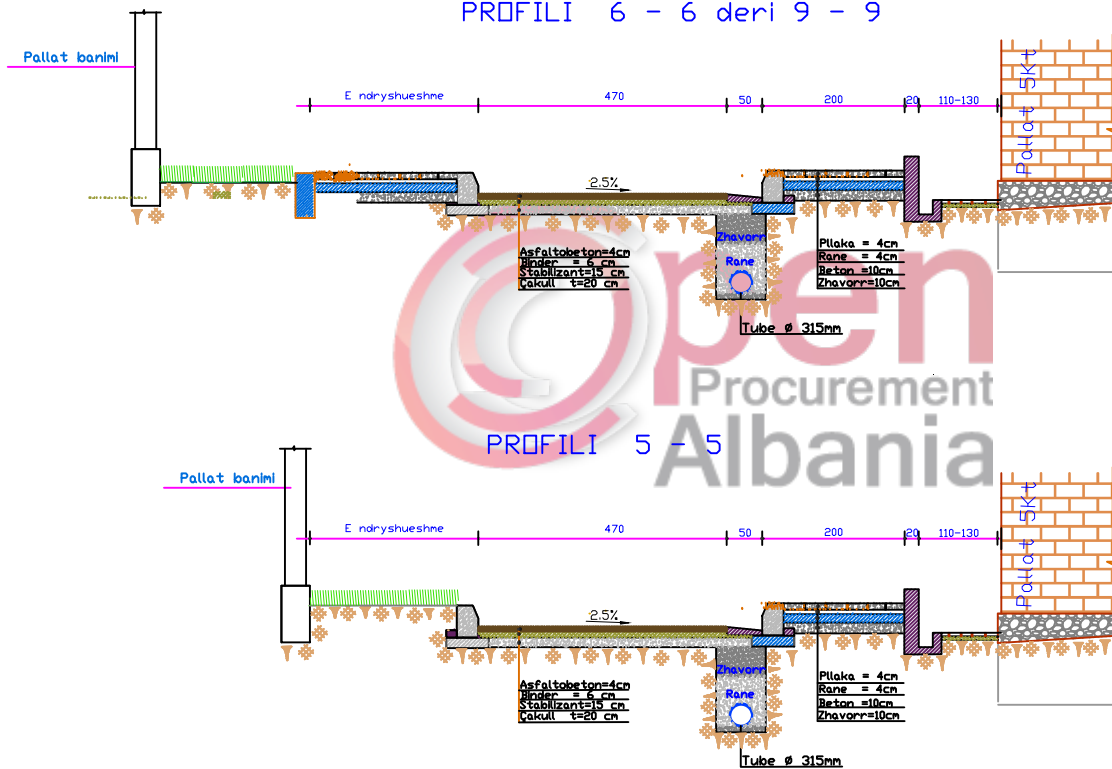 PROFILI 6 - 6 deri 9 - 9
Pallat banimi
E ndryshueshme 470 50 200 20 110-130
Pallat 5Kt
2.5%
Zhavorr
Rane
Asfaltobeton=4cm
Binder = 6 cm
Stabilizant=15 cm
Çakull t=20 cm
Pllaka = 4cm
Rane = 4cm
Beton =10cm
Zhavorr=10cm
Tube Ø 315mm
Open
Procurement
Albania
PROFILI 5 - 5
Pallat banimi
E ndryshueshme 470 50 200 20 110-130
Pallat 5Kt
2.5%
Zhavorr
Rane
Asfaltobeton=4cm
Binder = 6 cm
Stabilizant=15 cm
Çakull t=20 cm
Pllaka = 4cm
Rane = 4cm
Beton =10cm
Zhavorr=10cm
Tube Ø 315mm